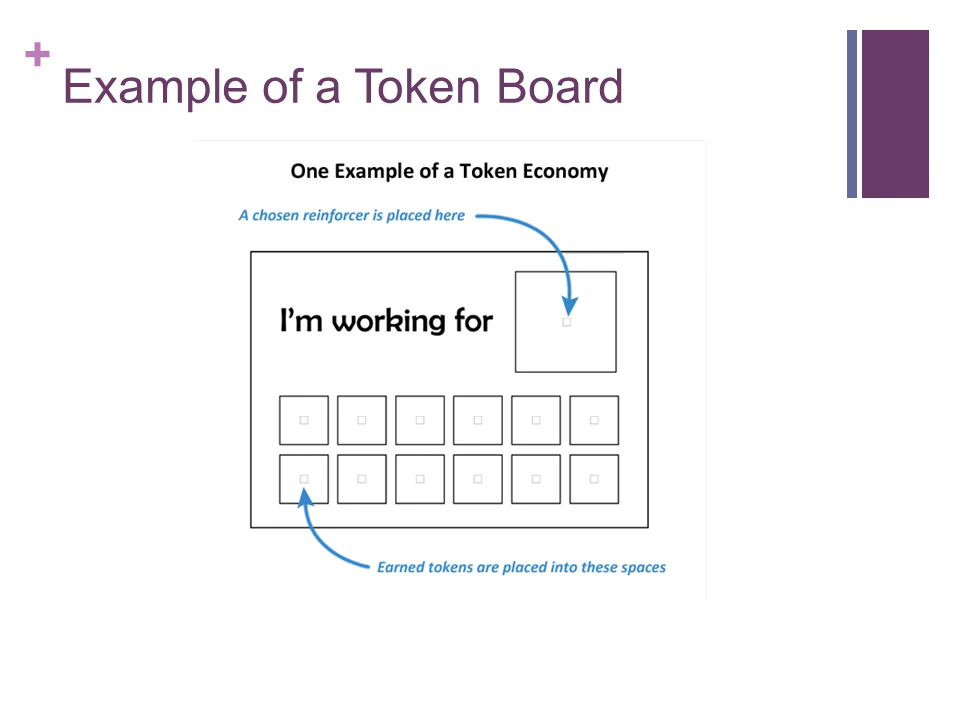 +
Example of a Token Board
One Example of a Token Economy
A chosen reinforcer is placed here
I'm working for
Earned tokens are placed into these spaces